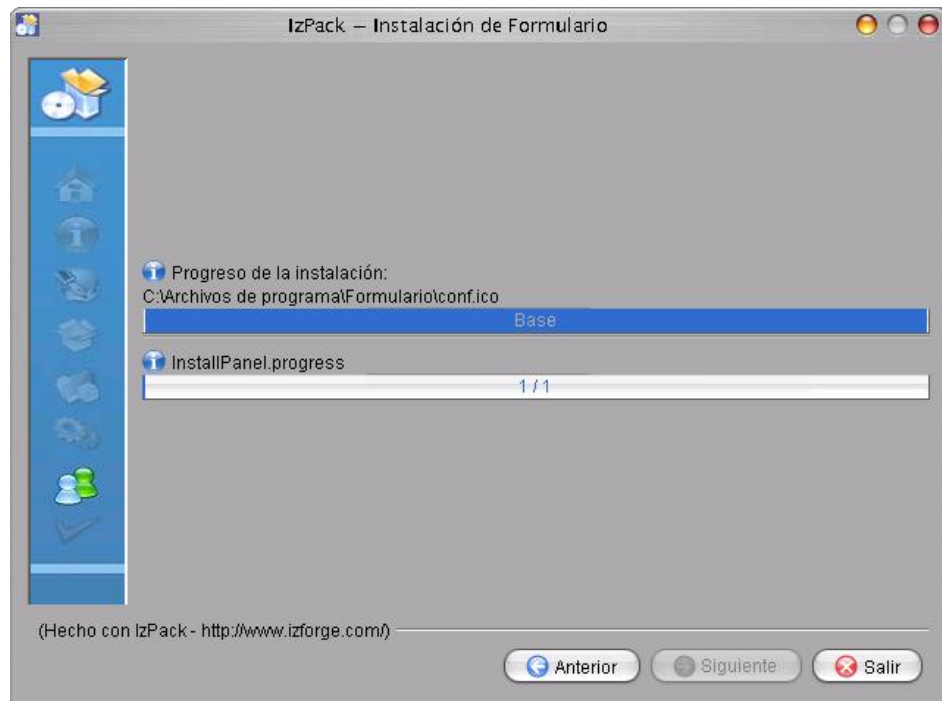 IzPack – Instalación de Formulario
Progreso de la instalación:
C:\Archivos de programa\Formulario\conf.ico
Base
InstallPanel.progress
1 / 1
(Hecho con IzPack - http://www.izforge.com/)
Anterior
Siguiente
Salir